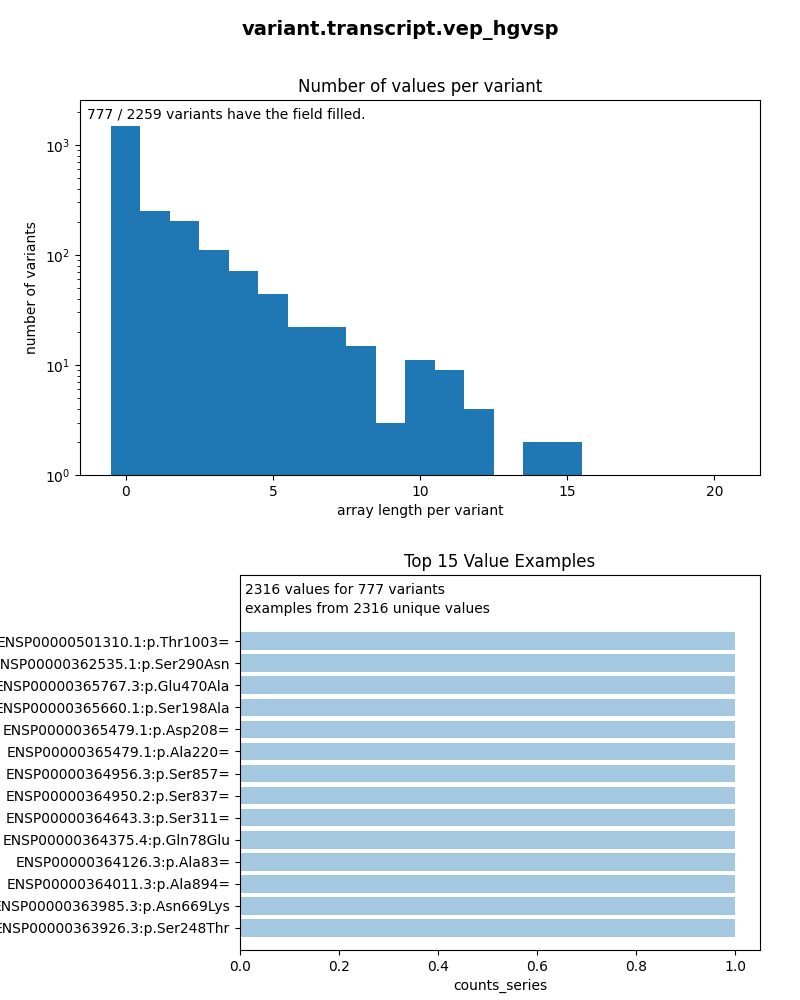 variant.transcript.vep_hgvsp
Number of values per variant
777 / 2259 variants have the field filled.
number of variants
10³
10²
10¹
10⁰
0 5 10 15 20
array length per variant
Top 15 Value Examples
2316 values for 777 variants
examples from 2316 unique values
ENSP00000501310.1:p.Thr1003=
NSP00000362535.1:p.Ser290Asn
ENSP00000365767.3:p.Glu470Ala
ENSP00000365660.1:p.Ser198Ala
ENSP00000365479.1:p.Asp208=
ENSP00000365479.1:p.Ala220=
ENSP00000364956.3:p.Ser857=
ENSP00000364950.2:p.Ser837=
ENSP00000364643.3:p.Ser311=
ENSP00000364375.4:p.Gln78Glu
ENSP00000364126.3:p.Ala83=
ENSP00000364011.3:p.Ala894=
ENSP00000363985.3:p.Asn669Lys
ENSP00000363926.3:p.Ser248Thr
0.0 0.2 0.4 0.6 0.8 1.0
counts_series